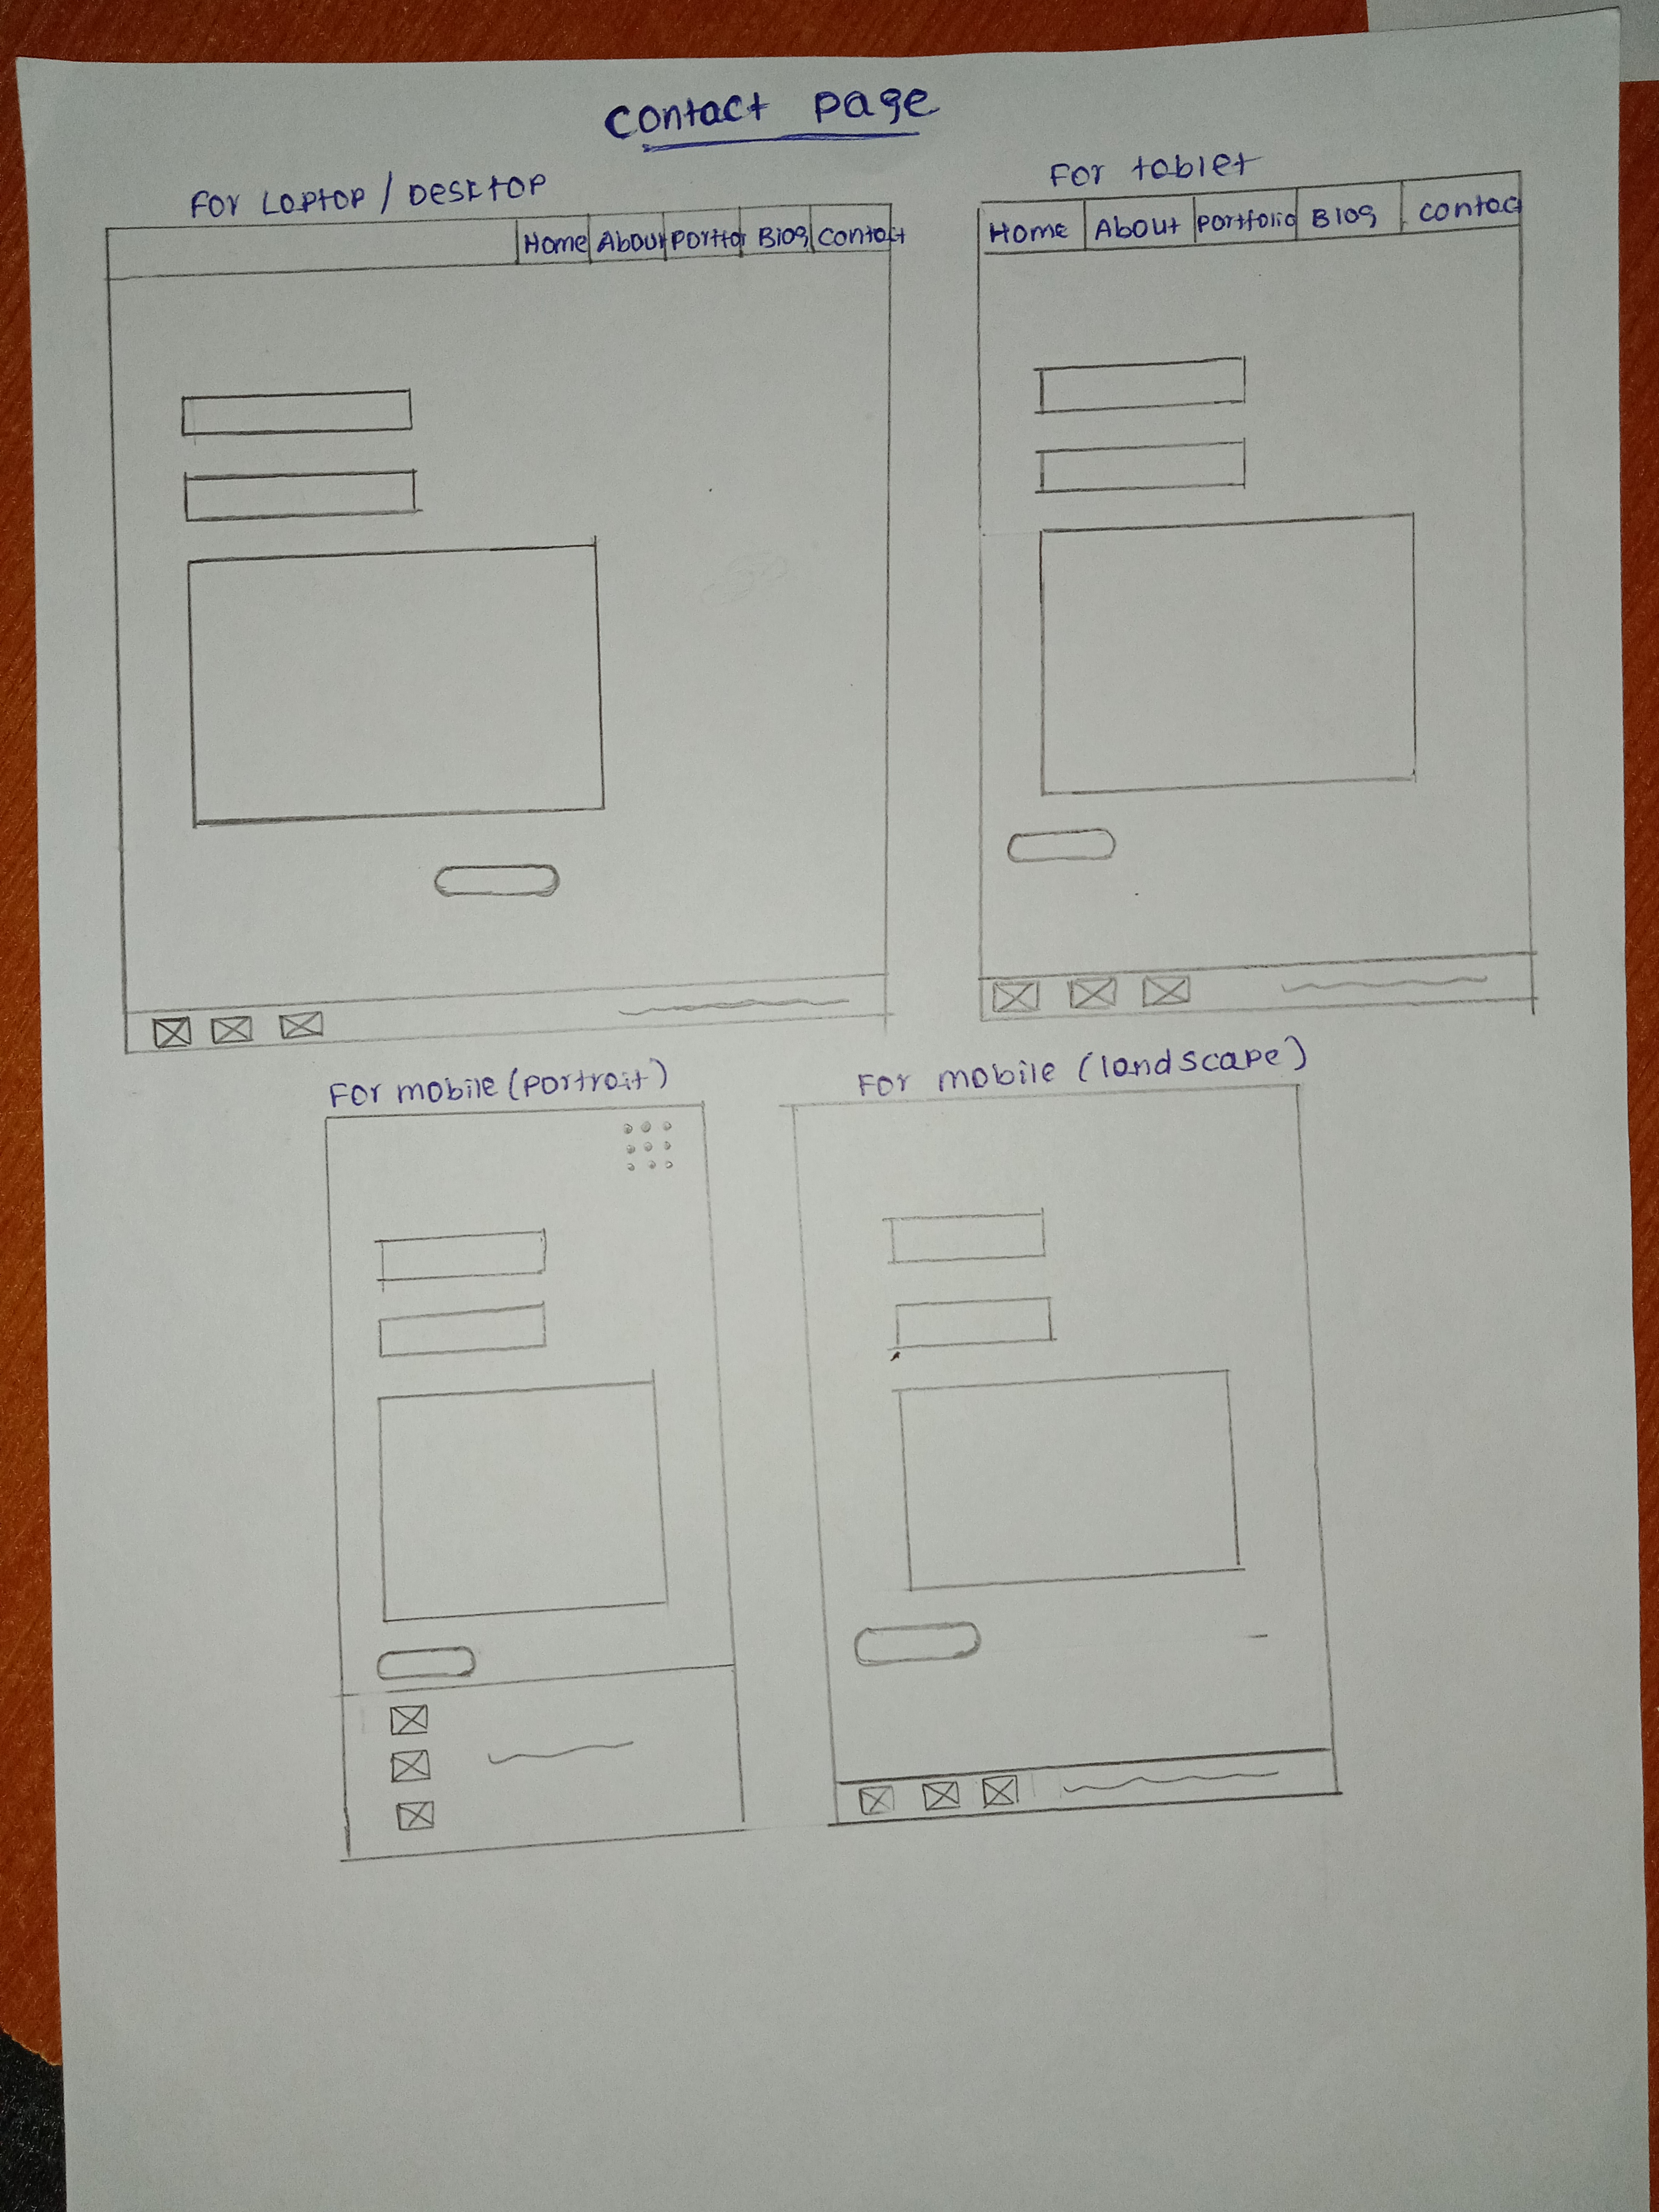 contact page
For Laptop / Desktop
Home About Portfo Blog Contact
For tablet
Home About Portfolio Blog Contac
For mobile (portrait)
For mobile (landscape)